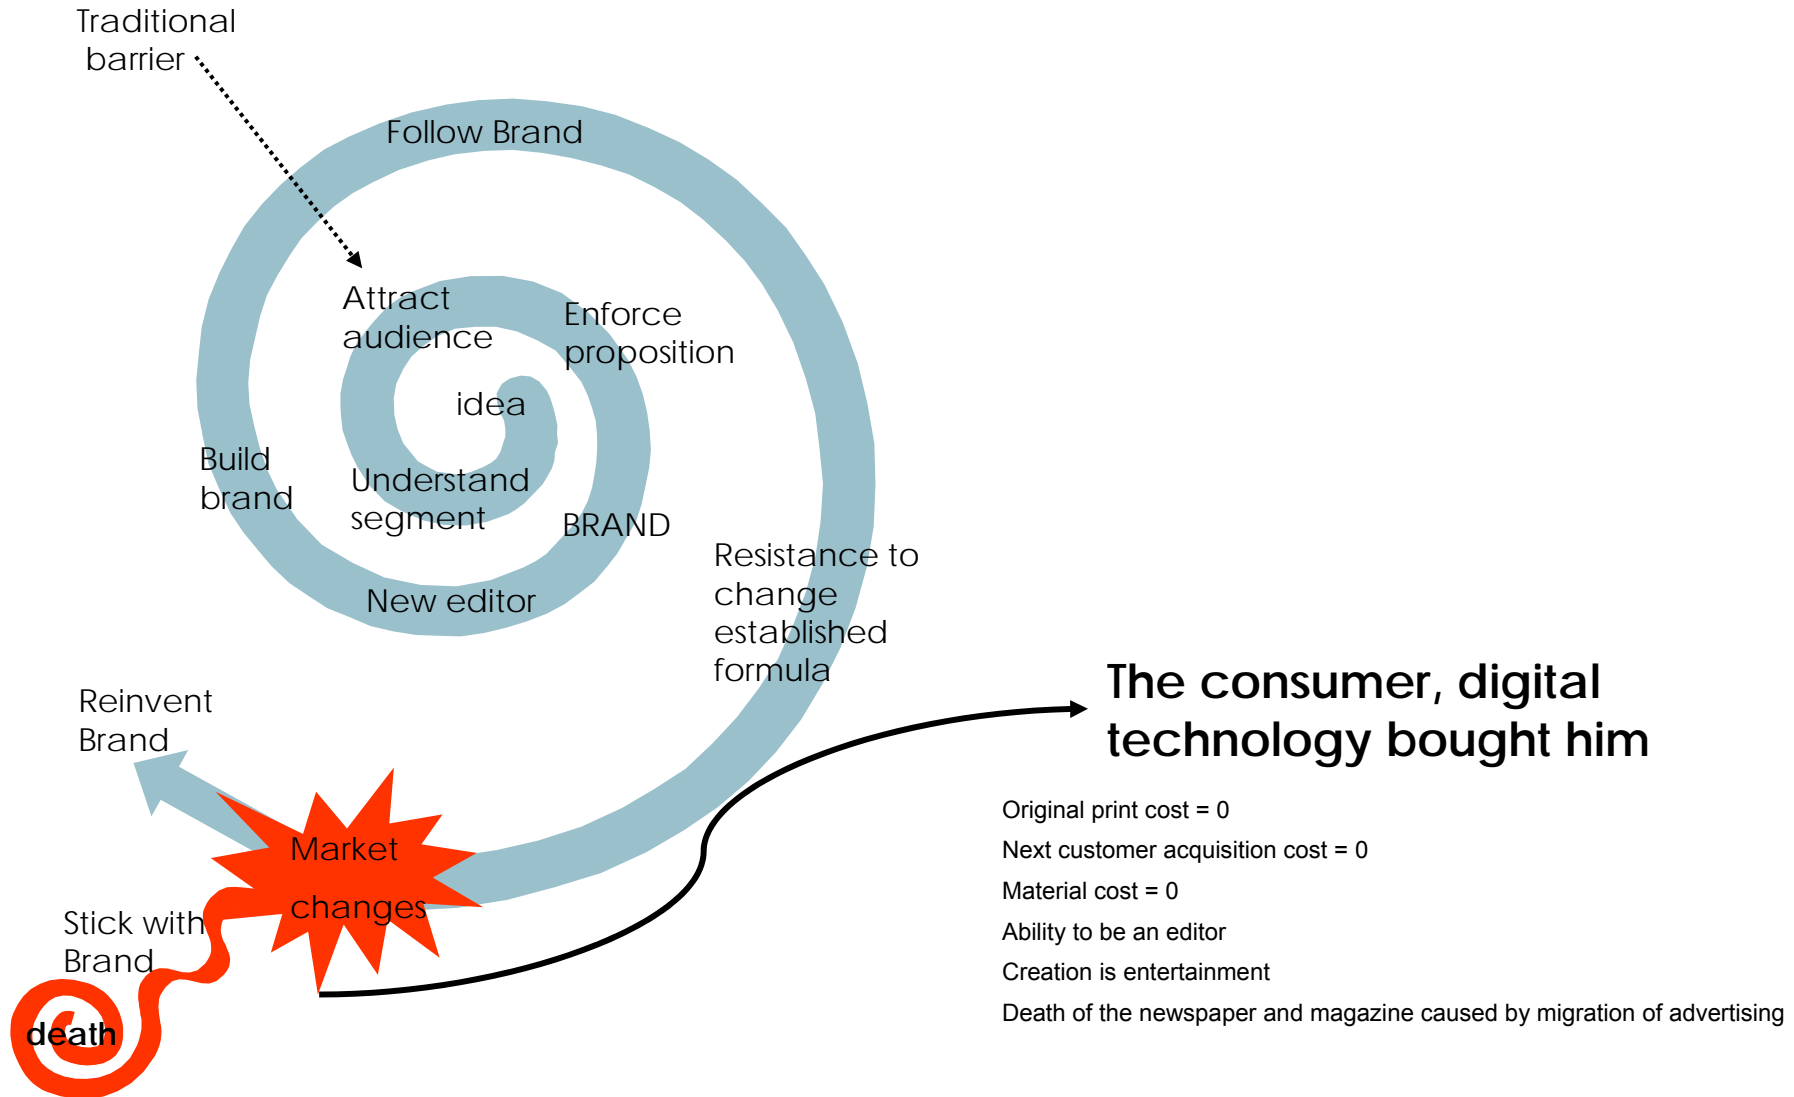 Traditional
barrier
Follow Brand
Attract
audience
Enforce
proposition
idea
Build
brand
Understand
segment
BRAND
New editor
Resistance to
change
established
formula
Reinvent
Brand
Market
changes
Stick with
Brand
death
The consumer, digital
technology bought him
Original print cost = 0
Next customer acquisition cost = 0
Material cost = 0
Ability to be an editor
Creation is entertainment
Death of the newspaper and magazine caused by migration of advertising